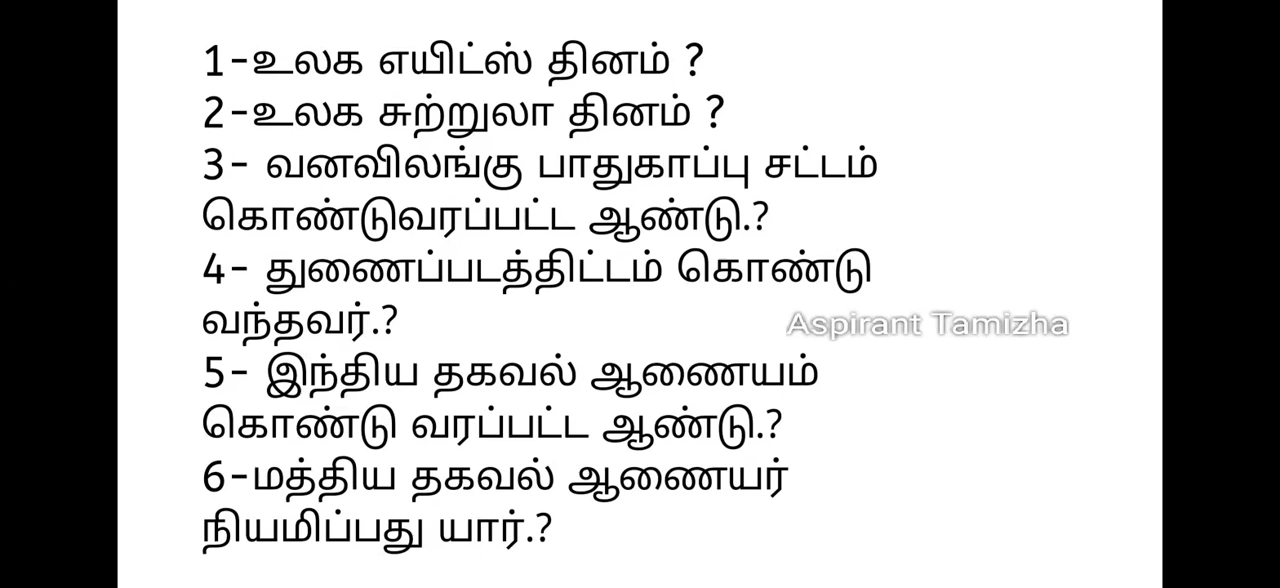 1-உலக எயிட்ஸ் தினம் ?
2-உலக சுற்றுலா தினம் ?
3- வனவிலங்கு பாதுகாப்பு சட்டம்
கொண்டுவரப்பட்ட ஆண்டு.?
4- துணைப்படத்திட்டம் கொண்டு
வந்தவர்.?
Aspirant Tamizha
5- இந்திய தகவல் ஆணையம்
கொண்டு வரப்பட்ட ஆண்டு.?
6-மத்திய தகவல் ஆணையர்
நியமிப்பது யார்.?